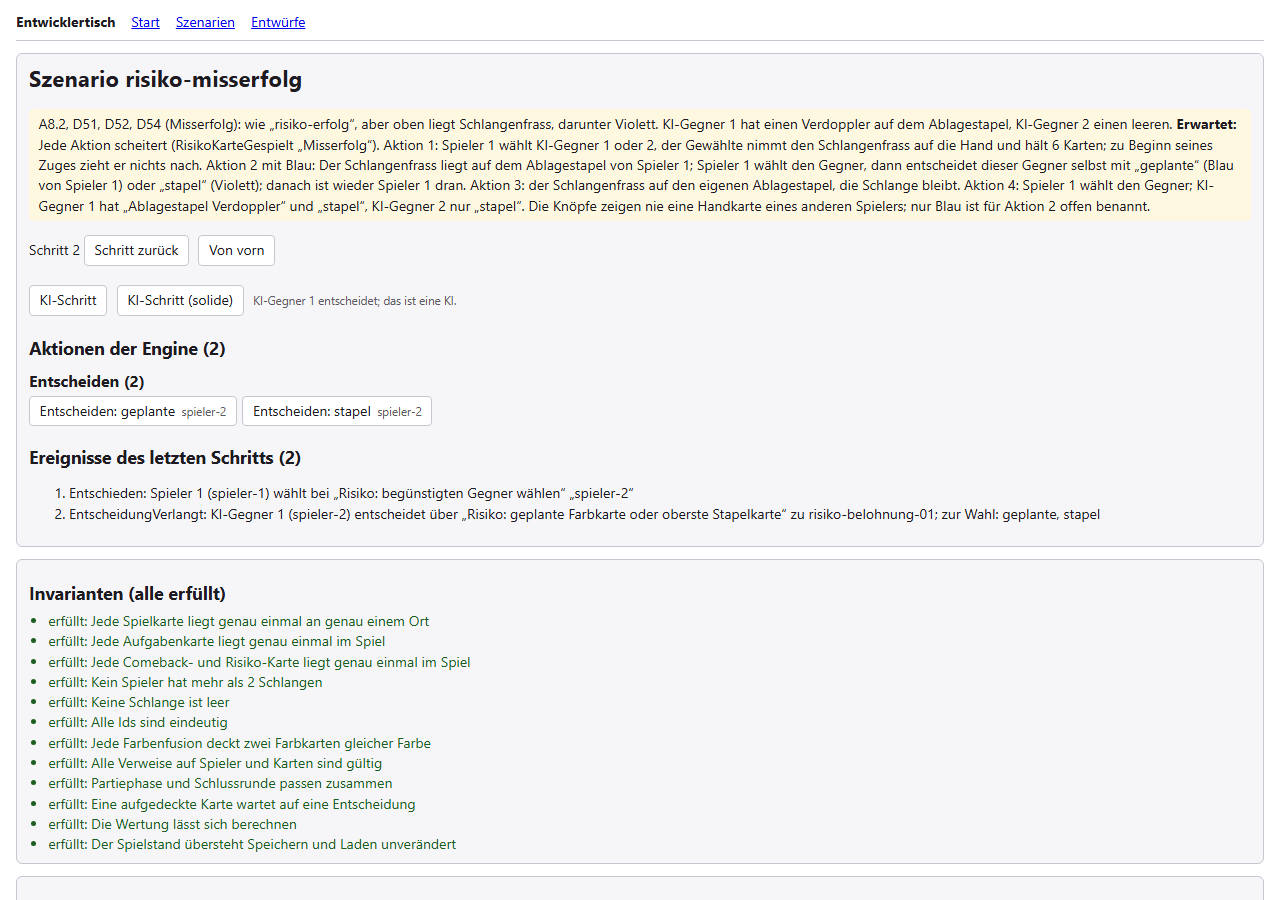 Entwicklertisch Start Szenarien Entwürfe
Szenario risiko-misserfolg
A8.2, D51, D52, D54 (Misserfolg): wie „risiko-erfolg“, aber oben liegt Schlangenfrass, darunter Violett. KI-Gegner 1 hat einen Verdoppler auf dem Ablagestapel, KI-Gegner 2 einen leeren. Erwartet:
Jede Aktion scheitert (RisikoKarteGespielt „Misserfolg“). Aktion 1: Spieler 1 wählt KI-Gegner 1 oder 2, der Gewählte nimmt den Schlangenfrass auf die Hand und hält 6 Karten; zu Beginn seines
Zuges zieht er nichts nach. Aktion 2 mit Blau: Der Schlangenfrass liegt auf dem Ablagestapel von Spieler 1; Spieler 1 wählt den Gegner, dann entscheidet dieser Gegner selbst mit „geplante“ (Blau
von Spieler 1) oder „stapel“ (Violett); danach ist wieder Spieler 1 dran. Aktion 3: der Schlangenfrass auf den eigenen Ablagestapel, die Schlange bleibt. Aktion 4: Spieler 1 wählt den Gegner; KI-
Gegner 1 hat „Ablagestapel Verdoppler“ und „stapel“, KI-Gegner 2 nur „stapel“. Die Knöpfe zeigen nie eine Handkarte eines anderen Spielers; nur Blau ist für Aktion 2 offen benannt.
Schritt 2 Schritt zurück Von vorn
KI-Schritt KI-Schritt (solide) KI-Gegner 1 entscheidet; das ist eine KI.
Aktionen der Engine (2)
Entscheiden (2)
Entscheiden: geplante spieler-2 Entscheiden: stapel spieler-2
Ereignisse des letzten Schritts (2)
1. Entschieden: Spieler 1 (spieler-1) wählt bei „Risiko: begünstigten Gegner wählen“ „spieler-2“
2. EntscheidungVerlangt: KI-Gegner 1 (spieler-2) entscheidet über „Risiko: geplante Farbkarte oder oberste Stapelkarte“ zu risiko-belohnung-01; zur Wahl: geplante, stapel
Invarianten (alle erfüllt)
erfüllt: Jede Spielkarte liegt genau einmal an genau einem Ort
erfüllt: Jede Aufgabenkarte liegt genau einmal im Spiel
erfüllt: Jede Comeback- und Risiko-Karte liegt genau einmal im Spiel
erfüllt: Kein Spieler hat mehr als 2 Schlangen
erfüllt: Keine Schlange ist leer
erfüllt: Alle Ids sind eindeutig
erfüllt: Jede Farbenfusion deckt zwei Farbkarten gleicher Farbe
erfüllt: Alle Verweise auf Spieler und Karten sind gültig
erfüllt: Partiephase und Schlussrunde passen zusammen
erfüllt: Eine aufgedeckte Karte wartet auf eine Entscheidung
erfüllt: Die Wertung lässt sich berechnen
erfüllt: Der Spielstand übersteht Speichern und Laden unverändert